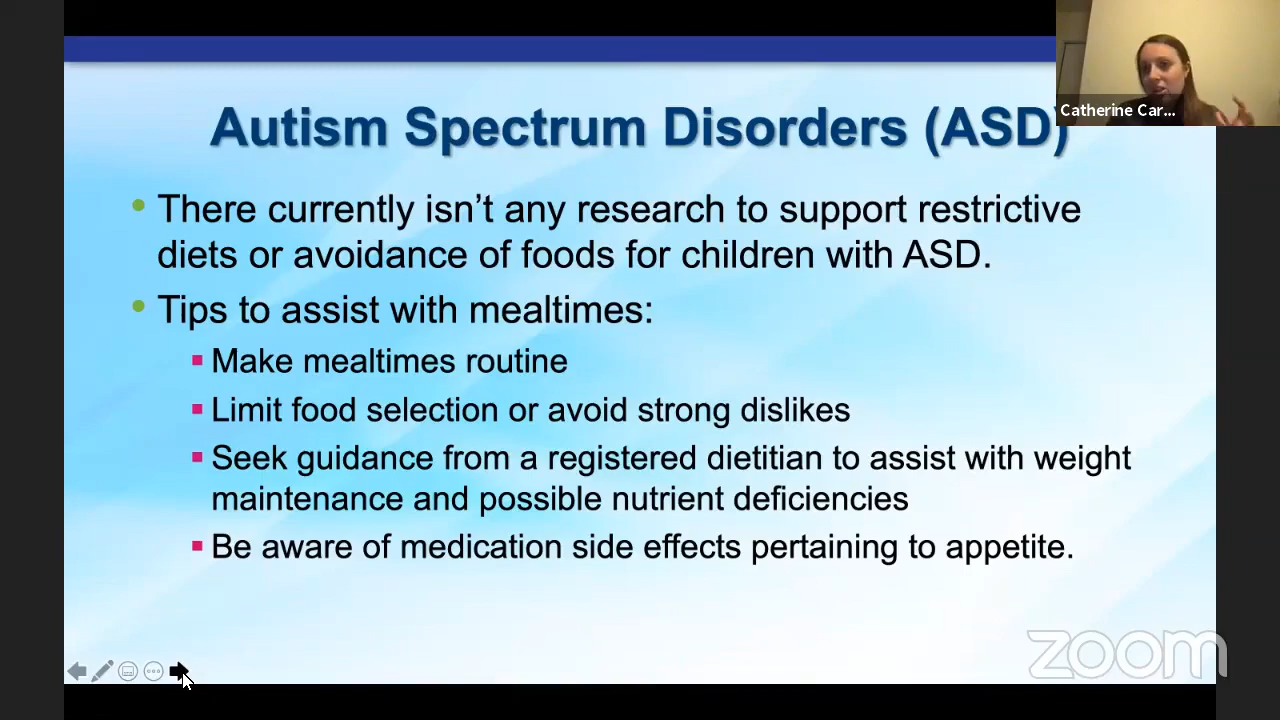 Autism Spectrum Disorders (ASD)
Catherine Car...
• There currently isn't any research to support restrictive
diets or avoidance of foods for children with ASD.
• Tips to assist with mealtimes:
▪ Make mealtimes routine
▪ Limit food selection or avoid strong dislikes
▪ Seek guidance from a registered dietitian to assist with weight
maintenance and possible nutrient deficiencies
▪ Be aware of medication side effects pertaining to appetite.
zoom